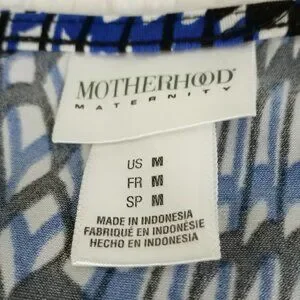 MOTHERHOOD
MATERNITY
US M
FR M
SP M
MADE IN INDONESIA
FABRIQUÉ EN INDONÉSIE
HECHO EN INDONESIA